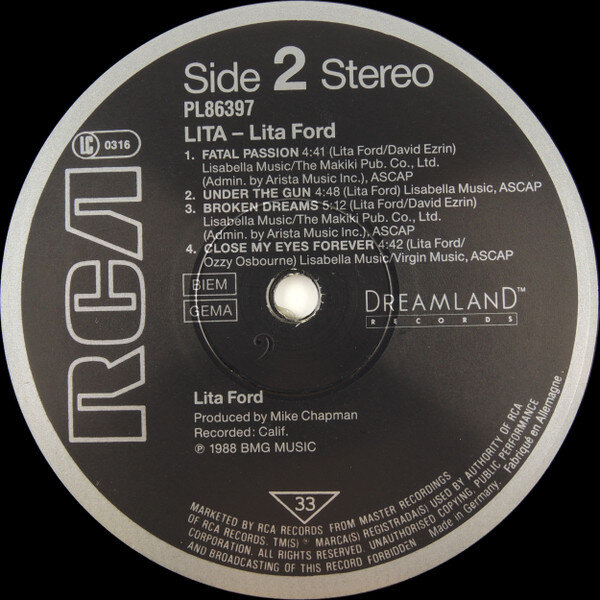 Side 2 Stereo
PL86397
LITA – Lita Ford
LC 0316
1. FATAL PASSION 4:41 (Lita Ford/David Ezrin)
Lisabella Music/The Makiki Pub. Co., Ltd.
(Admin. by Arista Music Inc.), ASCAP
2. UNDER THE GUN 4:48 (Lita Ford) Lisabella Music, ASCAP
3. BROKEN DREAMS 5:12 (Lita Ford/David Ezrin)
Lisabella Music/The Makiki Pub. Co., Ltd.
(Admin. by Arista Music Inc.), ASCAP
4. CLOSE MY EYES FOREVER 4:42 (Lita Ford/
Ozzy Osbourne) Lisabella Music/Virgin Music, ASCAP
RCA
BIEM
GEMA
DREAMLAND™
RECORDS
Lita Ford
Produced by Mike Chapman
Recorded: Calif.
℗ 1988 BMG MUSIC
33
MARKETED BY RCA RECORDS FROM MASTER RECORDINGS
OF RCA RECORDS. TM(S) ® MARCA(S) REGISTRADA(S) USED BY AUTHORITY OF RCA
CORPORATION. ALL RIGHTS RESERVED. UNAUTHORISED COPYING, PUBLIC PERFORMANCE
AND BROADCASTING OF THIS RECORD FORBIDDEN
Made in Germany. Fabriqué en Allemagne.